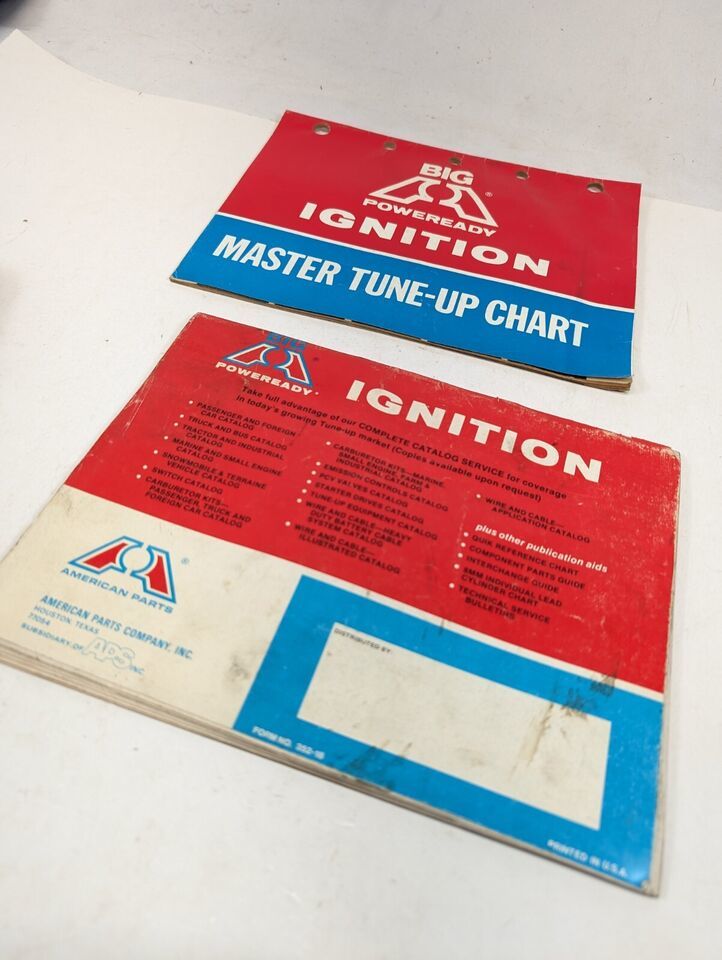 BIG
®
POWEREADY
IGNITION
MASTER TUNE-UP CHART
BIG
POWEREADY
IGNITION
Take full advantage of our COMPLETE CATALOG SERVICE for coverage
in today's growing Tune-up market (Copies available upon request)
• PASSENGER AND FOREIGN
CAR CATALOG
• TRUCK AND BUS CATALOG
• TRACTOR AND INDUSTRIAL
CATALOG
• MARINE AND SMALL ENGINE
CATALOG
• SNOWMOBILE & TERRAINE
VEHICLE CATALOG
• SWITCH CATALOG
• CARBURETOR KITS—
PASSENGER, TRUCK AND
FOREIGN CAR CATALOG
• CARBURETOR KITS—MARINE,
SMALL ENGINE, FARM &
INDUSTRIAL CATALOG
• EMISSION CONTROLS CATALOG
• PCV VALVES CATALOG
• STARTER DRIVES CATALOG
• TUNE-UP EQUIPMENT CATALOG
• WIRE AND CABLE—HEAVY
DUTY BATTERY CABLE
SYSTEM CATALOG
• WIRE AND CABLE—
ILLUSTRATED CATALOG
• WIRE AND CABLE—
APPLICATION CATALOG
plus other publication aids
• QUIK REFERENCE CHART
• COMPONENT PARTS GUIDE
• INTERCHANGE GUIDE
• 8MM INDIVIDUAL LEAD
CYLINDER CHART
• TECHNICAL SERVICE
BULLETINS
®
AMERICAN PARTS
AMERICAN PARTS COMPANY, INC.
HOUSTON, TEXAS
77054
SUBSIDIARY OF APS INC.
DISTRIBUTED BY:
FORM NO. 352-16
PRINTED IN U.S.A.